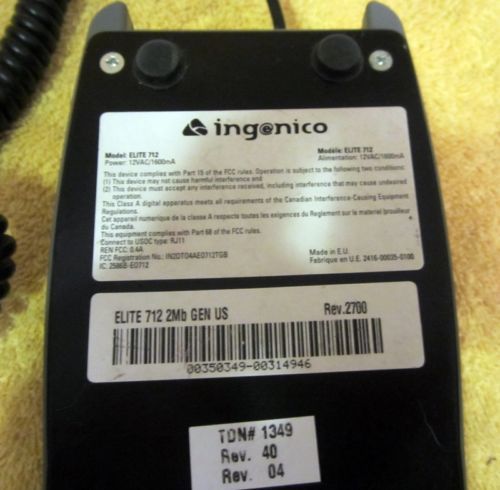 ingenico
Model: ELITE 712
Power: 12VAC/1600mA
Modèle: ELITE 712
Alimentation: 12VAC/1600mA
This device complies with Part 15 of the FCC rules. Operation is subject to the following two conditions:
(1) This device may not cause harmful interference and
(2) This device must accept any interference received, including interference that may cause undesired
operation.
This Class A digital apparatus meets all requirements of the Canadian Interference-Causing Equipment
Regulations.
Cet appareil numerique de la classe A respecte toutes les exigences du Reglement sur le materiel brouilleur
du Canada.
This equipment complies with Part 68 of the FCC rules.
Connect to USOC type: RJ11
REN FCC: 0.4A
FCC Registration No.: IN2DT04AEO712TGB
IC: 2586B-EO712
Made in E.U.
Fabrique en U.E. 2416-00035-0100
ELITE 712 2Mb GEN US Rev.2700
00350349-00314946
TDN# 1349
Rev. 40
Rev. 04